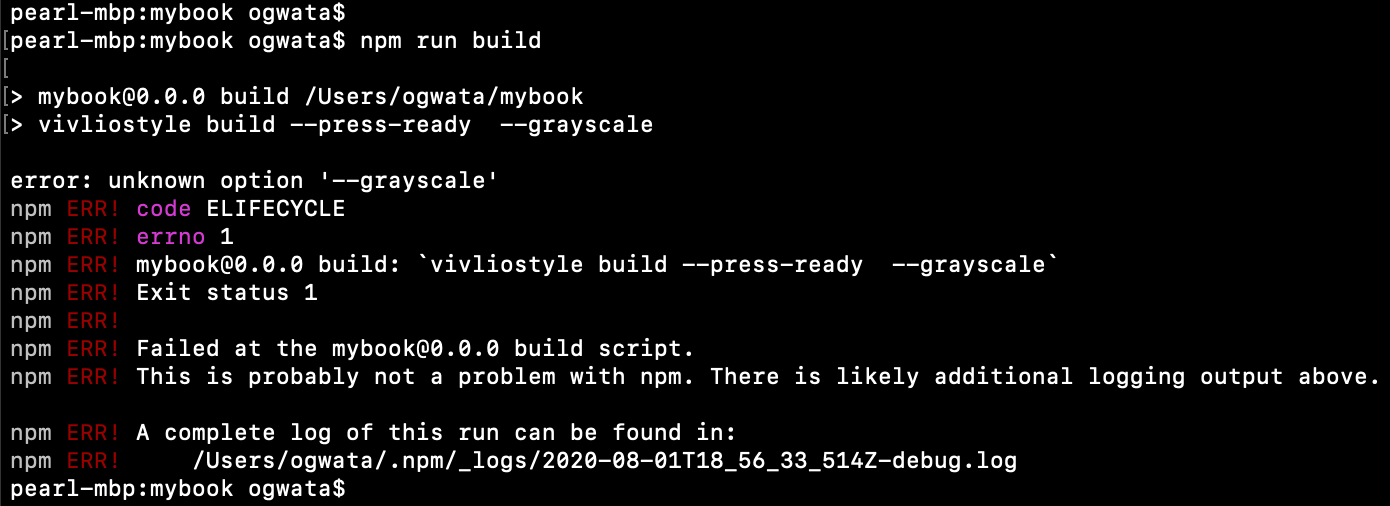 pearl-mbp:mybook ogwata$
[pearl-mbp:mybook ogwata$ npm run build
[
[> mybook@0.0.0 build /Users/ogwata/mybook
[> vivliostyle build --press-ready  --grayscale
error: unknown option '--grayscale'
npm ERR! code ELIFECYCLE
npm ERR! errno 1
npm ERR! mybook@0.0.0 build: `vivliostyle build --press-ready  --grayscale`
npm ERR! Exit status 1
npm ERR!
npm ERR! Failed at the mybook@0.0.0 build script.
npm ERR! This is probably not a problem with npm. There is likely additional logging output above.
npm ERR! A complete log of this run can be found in:
npm ERR!     /Users/ogwata/.npm/_logs/2020-08-01T18_56_33_514Z-debug.log
pearl-mbp:mybook ogwata$